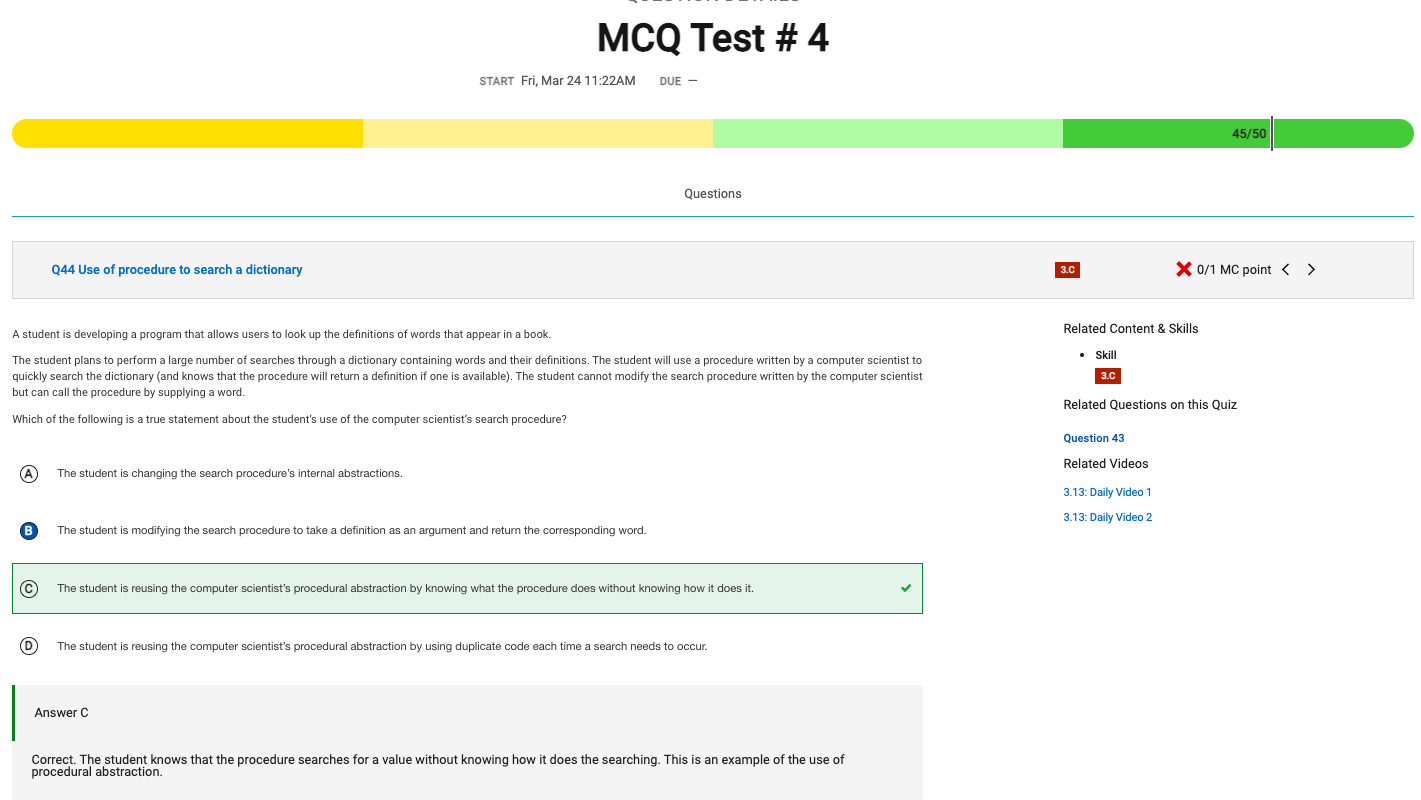 QUESTION DETAILS
MCQ Test # 4
START Fri, Mar 24 11:22AM DUE —
45/50
Questions
Q44 Use of procedure to search a dictionary 3.C 0/1 MC point
A student is developing a program that allows users to look up the definitions of words that appear in a book.
The student plans to perform a large number of searches through a dictionary containing words and their definitions. The student will use a procedure written by a computer scientist to
quickly search the dictionary (and knows that the procedure will return a definition if one is available). The student cannot modify the search procedure written by the computer scientist
but can call the procedure by supplying a word.
Which of the following is a true statement about the student's use of the computer scientist's search procedure?
A The student is changing the search procedure's internal abstractions.
B The student is modifying the search procedure to take a definition as an argument and return the corresponding word.
C The student is reusing the computer scientist's procedural abstraction by knowing what the procedure does without knowing how it does it.
D The student is reusing the computer scientist's procedural abstraction by using duplicate code each time a search needs to occur.
Answer C
Correct. The student knows that the procedure searches for a value without knowing how it does the searching. This is an example of the use of
procedural abstraction.
Related Content & Skills
Skill
3.C
Related Questions on this Quiz
Question 43
Related Videos
3.13: Daily Video 1
3.13: Daily Video 2